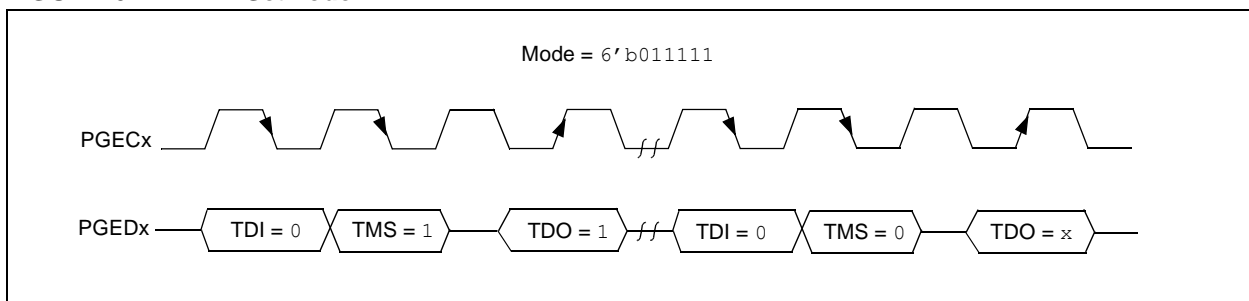 Mode = 6'b011111
PGECx
PGEDx TDI = 0 TMS = 1 TDO = 1 TDI = 0 TMS = 0 TDO = x